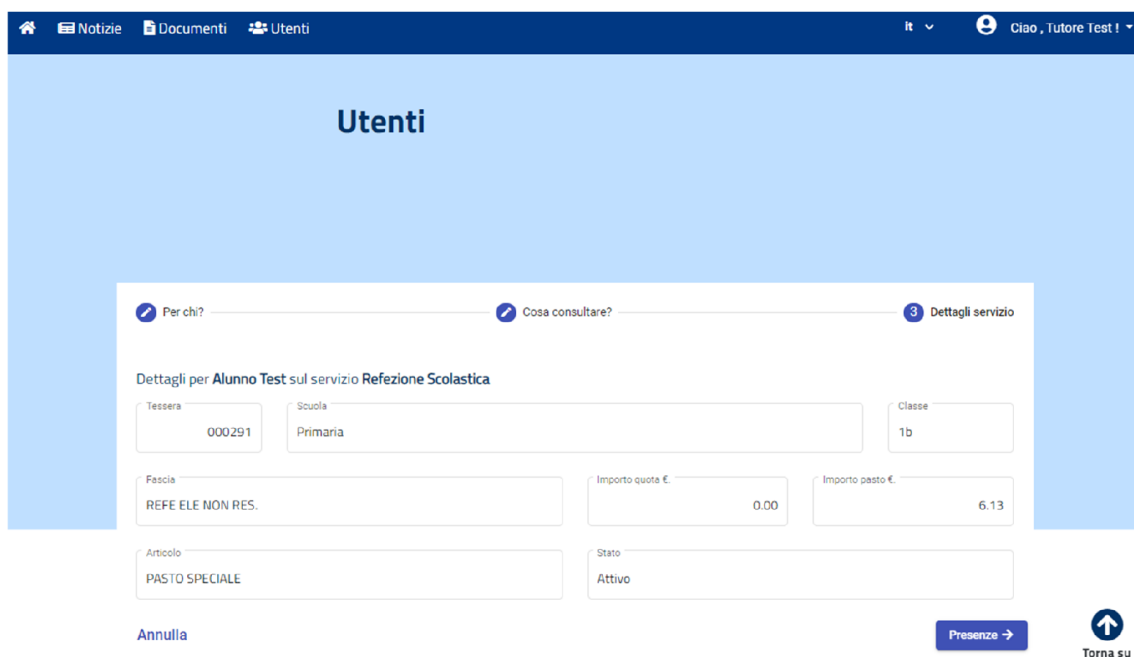 Notizie Documenti Utenti it Ciao , Tutore Test !
Utenti
Per chi? Cosa consultare? 3 Dettagli servizio
Dettagli per Alunno Test sul servizio Refezione Scolastica
Tessera Scuola Classe
000291 Primaria 1b
Fascia Importo quota €. Importo pasto €.
REFE ELE NON RES. 0.00 6.13
Articolo Stato
PASTO SPECIALE Attivo
Annulla Presenze →
Torna su